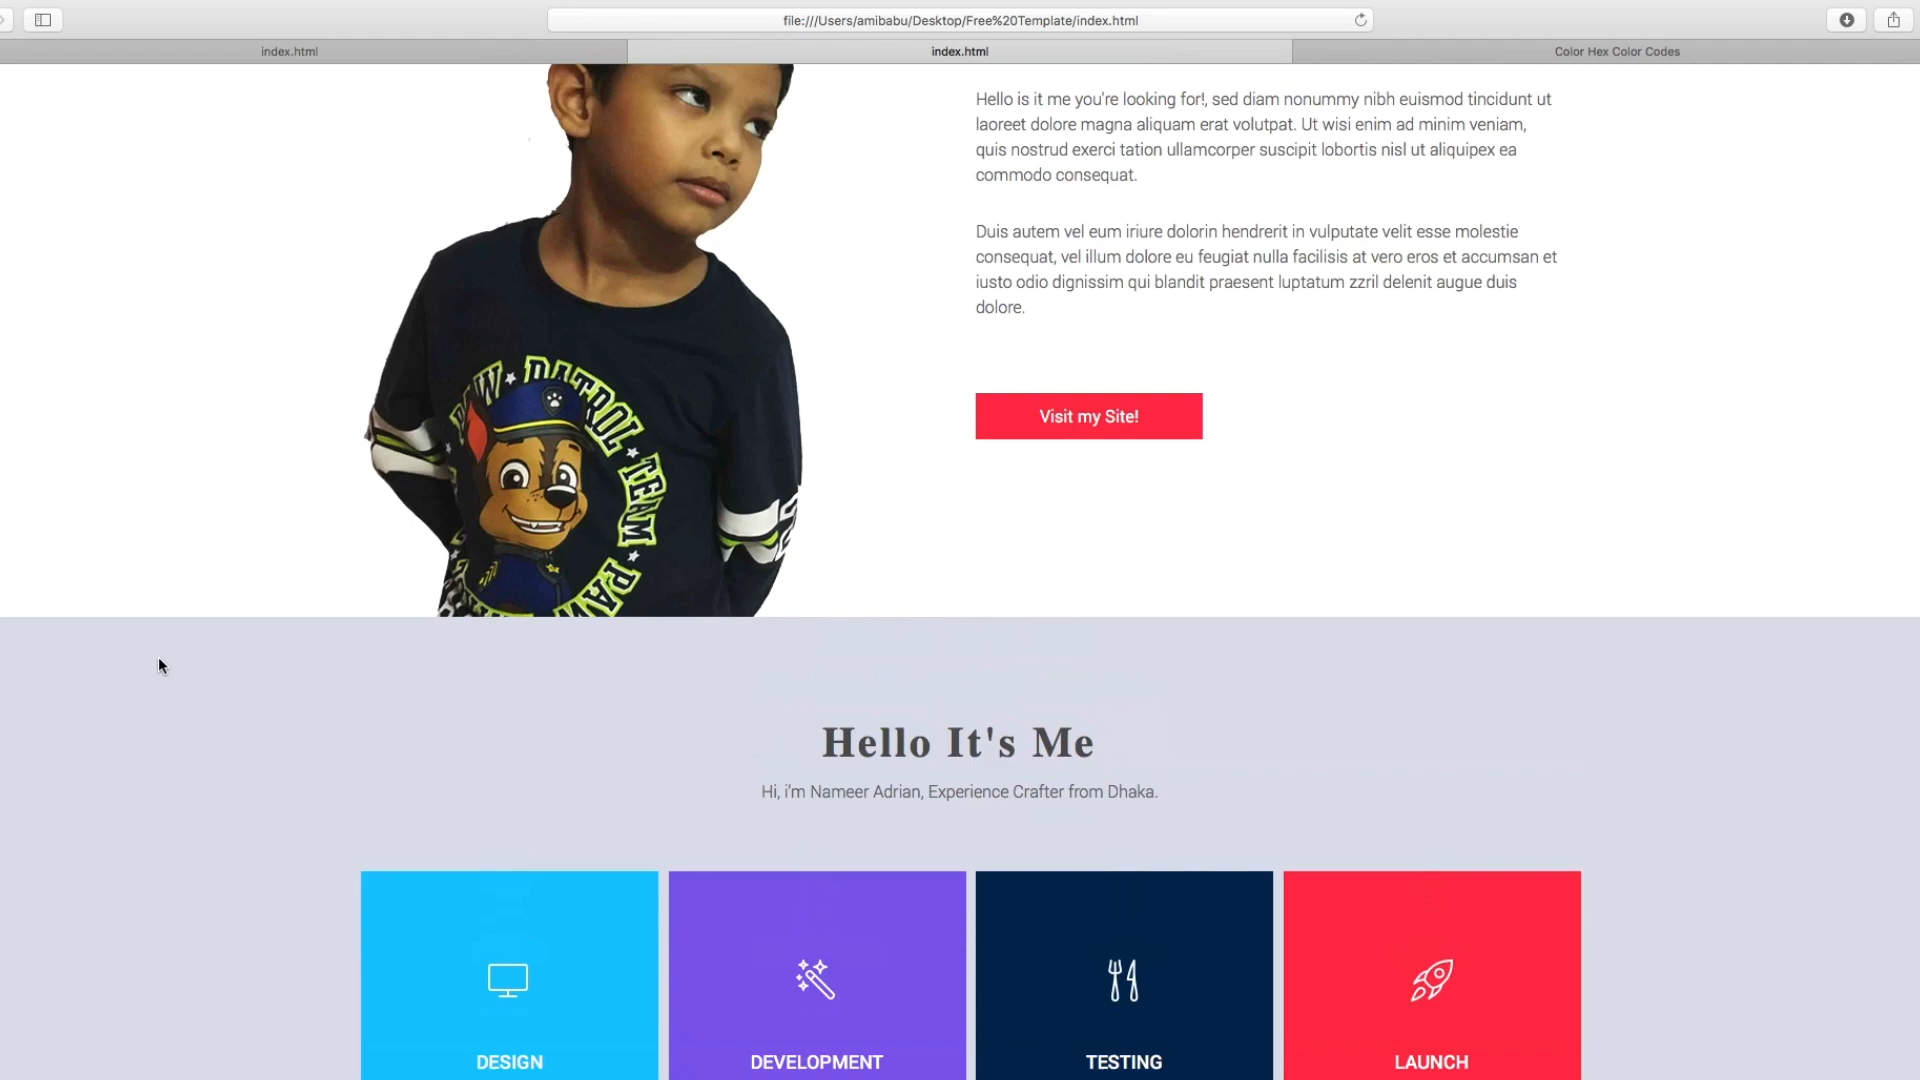 file:///Users/amibabu/Desktop/Free%20Template/index.html
index.html
index.html
Color Hex Color Codes
Hello is it me you're looking for!, sed diam nonummy nibh euismod tincidunt ut
laoreet dolore magna aliquam erat volutpat. Ut wisi enim ad minim veniam,
quis nostrud exerci tation ullamcorper suscipit lobortis nisl ut aliquipex ea
commodo consequat.
Duis autem vel eum iriure dolorin hendrerit in vulputate velit esse molestie
consequat, vel illum dolore eu feugiat nulla facilisis at vero eros et accumsan et
iusto odio dignissim qui blandit praesent luptatum zzril delenit augue duis
dolore.
Visit my Site!
PAW PATROL TEAM PAW
Hello It's Me
Hi, i'm Nameer Adrian, Experience Crafter from Dhaka.
DESIGN
DEVELOPMENT
TESTING
LAUNCH